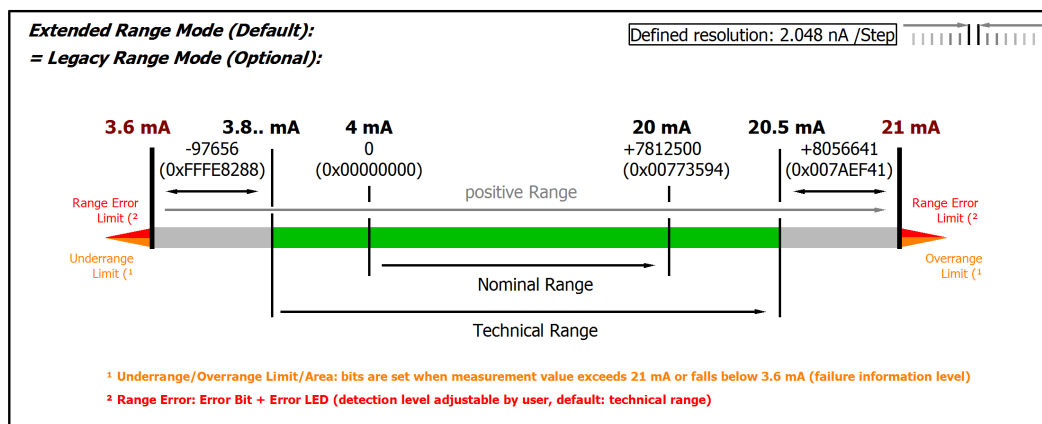 Extended Range Mode (Default):
= Legacy Range Mode (Optional):
Defined resolution: 2.048 nA /Step
3.6 mA
3.8.. mA
4 mA
20 mA
20.5 mA
21 mA
-97656
(0xFFFE8288)
0
(0x00000000)
+7812500
(0x00773594)
+8056641
(0x007AEF41)
positive Range
Range Error
Limit (²
Range Error
Limit (²
Underrange
Limit (¹
Overrange
Limit (¹
Nominal Range
Technical Range
¹ Underrange/Overrange Limit/Area: bits are set when measurement value exceeds 21 mA or falls below 3.6 mA (failure information level)
² Range Error: Error Bit + Error LED (detection level adjustable by user, default: technical range)